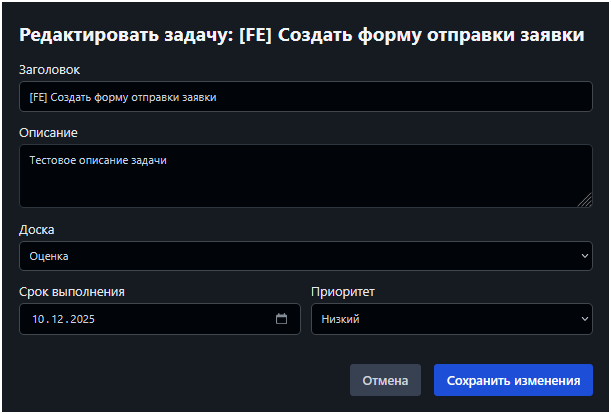 Редактировать задачу: [FE] Создать форму отправки заявки
Заголовок
[FE] Создать форму отправки заявки
Описание
Тестовое описание задачи
Доска
Оценка
Срок выполнения Приоритет
10.12.2025 Низкий
Отмена Сохранить изменения